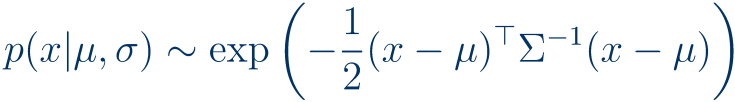 p(x|μ, σ) ∼ exp (−1/2(x − μ)⊤Σ−1(x − μ))